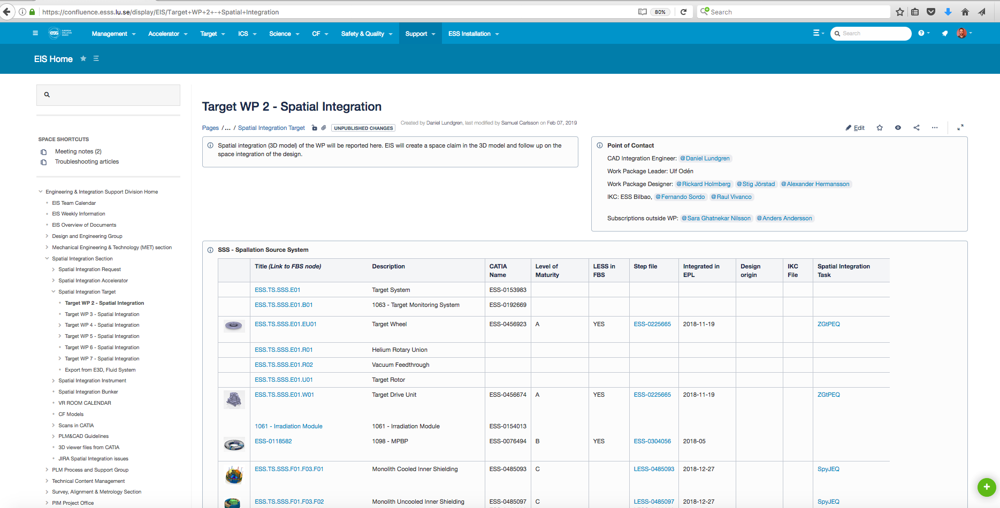 https://confluence.esss.lu.se/display/EIS/Target+WP+2+-+Spatial+Integration
80%
Search
ess
EUROPEAN
SPALLATION
SOURCE
Management
Accelerator
Target
ICS
Science
CF
Safety & Quality
Support
ESS Installation
Search
EIS Home
SPACE SHORTCUTS
Meeting notes (2)
Troubleshooting articles
Engineering & Integration Support Division Home
EIS Team Calendar
EIS Weekly Information
EIS Overview of Documents
Design and Engineering Group
Mechanical Engineering & Technology (MET) section
Spatial Integration Section
Spatial Integration Request
Spatial Integration Accelerator
Spatial Integration Target
Target WP 2 - Spatial Integration
Target WP 3 - Spatial Integration
Target WP 4 - Spatial Integration
Target WP 5 - Spatial Integration
Target WP 6 - Spatial Integration
Target WP 7 - Spatial Integration
Export from E3D, Fluid System
Spatial Integration Instrument
Spatial Integration Bunker
VR ROOM CALENDAR
CF Models
Scans in CATIA
PLM&CAD Guidelines
3D viewer files from CATIA
JIRA Spatial Integration issues
PLM Process and Support Group
Technical Content Management
Survey, Alignment & Metrology Section
PIM Project Office
Target WP 2 - Spatial Integration
Pages /... / Spatial Integration Target UNPUBLISHED CHANGES Created by Daniel Lundgren, last modified by Samuel Carlsson on Feb 07, 2019
Edit
Spatial integration (3D model) of the WP will be reported here. EIS will create a space claim in the 3D model and follow up on the
space integration of the design.
Point of Contact
CAD Integration Engineer: @Daniel Lundgren
Work Package Leader: Ulf Odén
Work Package Designer: @Rickard Holmberg @Stig Jörstad @Alexander Hermansson
IKC: ESS Bilbao, @Fernando Sordo @Raul Vivanco
Subscriptions outside WP: @Sara Ghatnekar Nilsson @Anders Andersson
SSS - Spallation Source System
Title (Link to FBS node) Description CATIA Name Level of Maturity LESS in FBS Step file Integrated in EPL Design origin IKC File Spatial Integration Task
ESS.TS.SSS.E01 Target System ESS-0153983
ESS.TS.SSS.E01.B01 1063 - Target Monitoring System ESS-0192669
ESS.TS.SSS.E01.EU01 Target Wheel ESS-0456923 A YES ESS-0225665 2018-11-19 ZGtPEQ
ESS.TS.SSS.E01.R01 Helium Rotary Union
ESS.TS.SSS.E01.R02 Vacuum Feedthrough
ESS.TS.SSS.E01.U01 Target Rotor
ESS.TS.SSS.E01.W01 Target Drive Unit ESS-0456674 A YES ESS-0225665 2018-11-19 ZGtPEQ
1061 - Irradiation Module 1061 - Irradiation Module ESS-0154013
ESS-0118582 1098 - MPBP ESS-0076494 B YES ESS-0304056 2018-05
ESS.TS.SSS.F01.F03.F01 Monolith Cooled Inner Shielding ESS-0485093 C LESS-0485093 2018-12-27 SpyJEQ
ESS.TS.SSS.F01.F03.F02 Monolith Uncooled Inner Shielding ESS-0485097 C LESS-0485097 2018-12-27 SpyJEQ